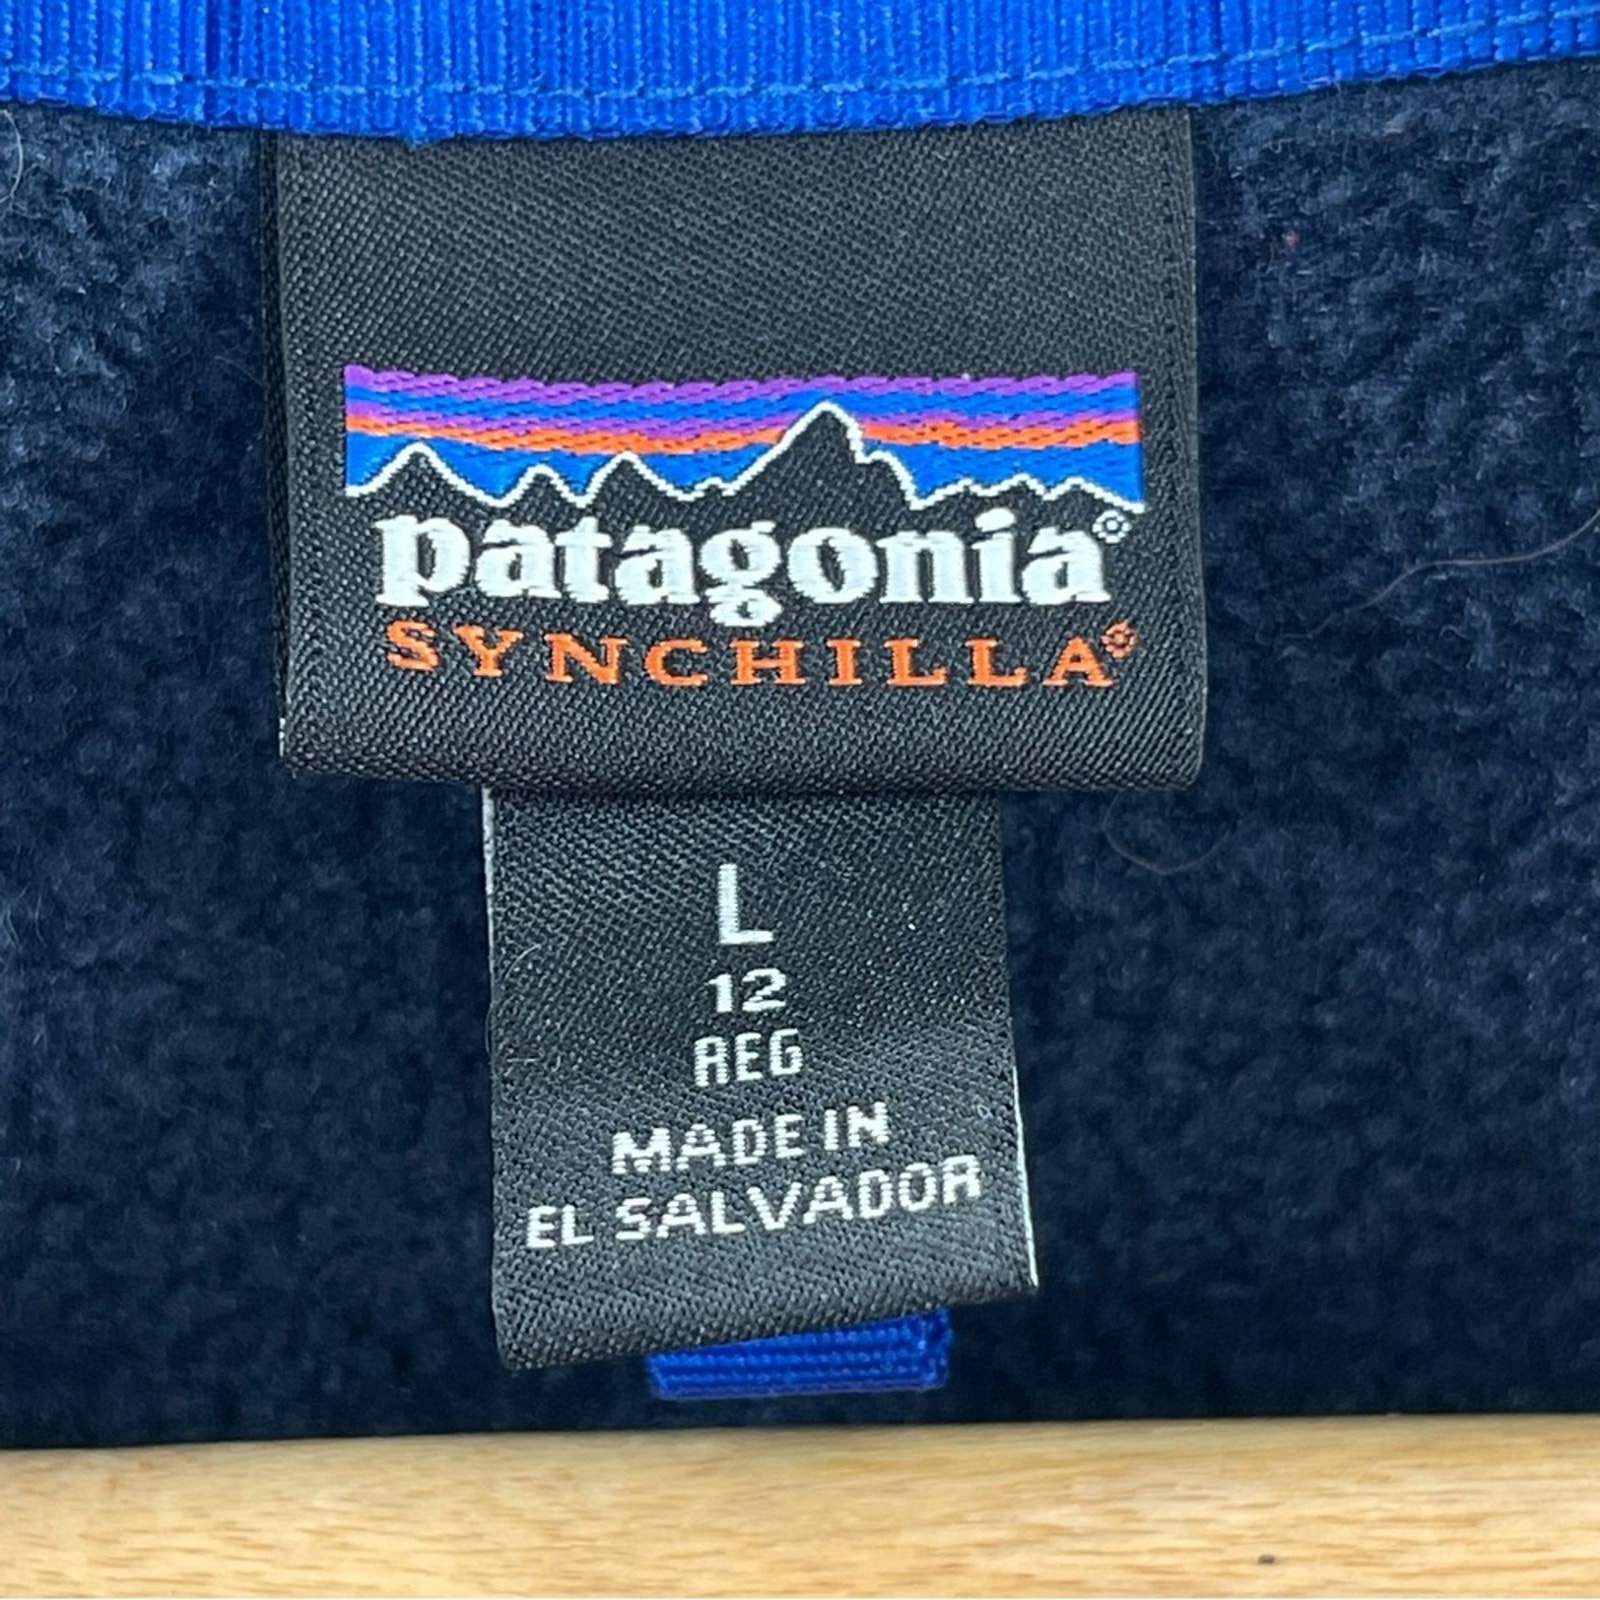 patagonia®
SYNCHILLA®
L
12
REG
MADE IN
EL SALVADOR